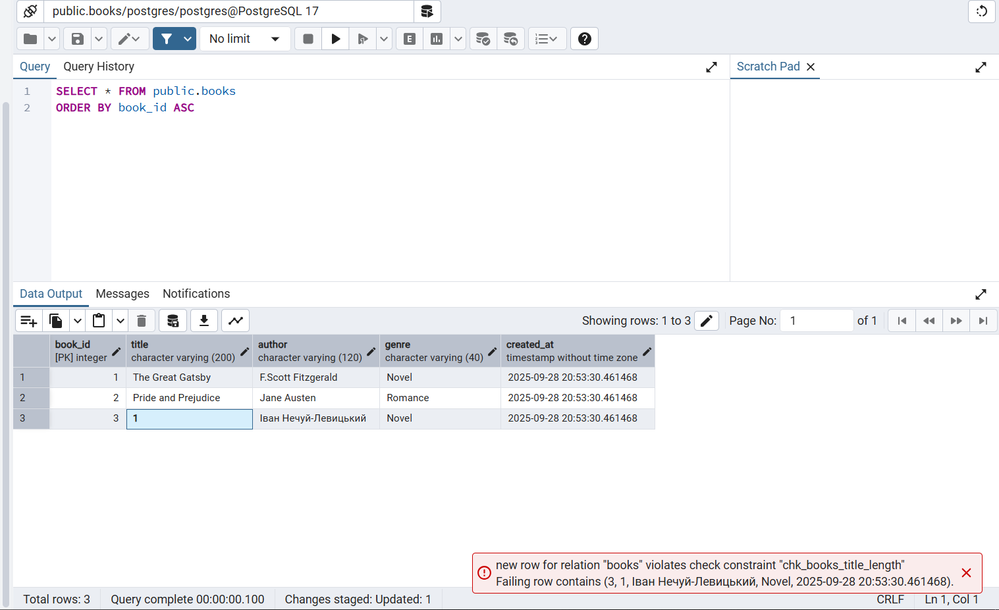 public.books/postgres/postgres@PostgreSQL 17
No limit
E
Query
Query History
Scratch Pad
1 SELECT * FROM public.books
2 ORDER BY book_id ASC
Data Output
Messages
Notifications
Showing rows: 1 to 3
Page No: 1 of 1
book_id title author genre created_at
[PK] integer character varying (200) character varying (120) character varying (40) timestamp without time zone
1 1 The Great Gatsby F.Scott Fitzgerald Novel 2025-09-28 20:53:30.461468
2 2 Pride and Prejudice Jane Austen Romance 2025-09-28 20:53:30.461468
3 3 1 Іван Нечуй-Левицький Novel 2025-09-28 20:53:30.461468
new row for relation "books" violates check constraint "chk_books_title_length"
Failing row contains (3, 1, Іван Нечуй-Левицький, Novel, 2025-09-28 20:53:30.461468).
Total rows: 3
Query complete 00:00:00.100
Changes staged: Updated: 1
CRLF
Ln 1, Col 1